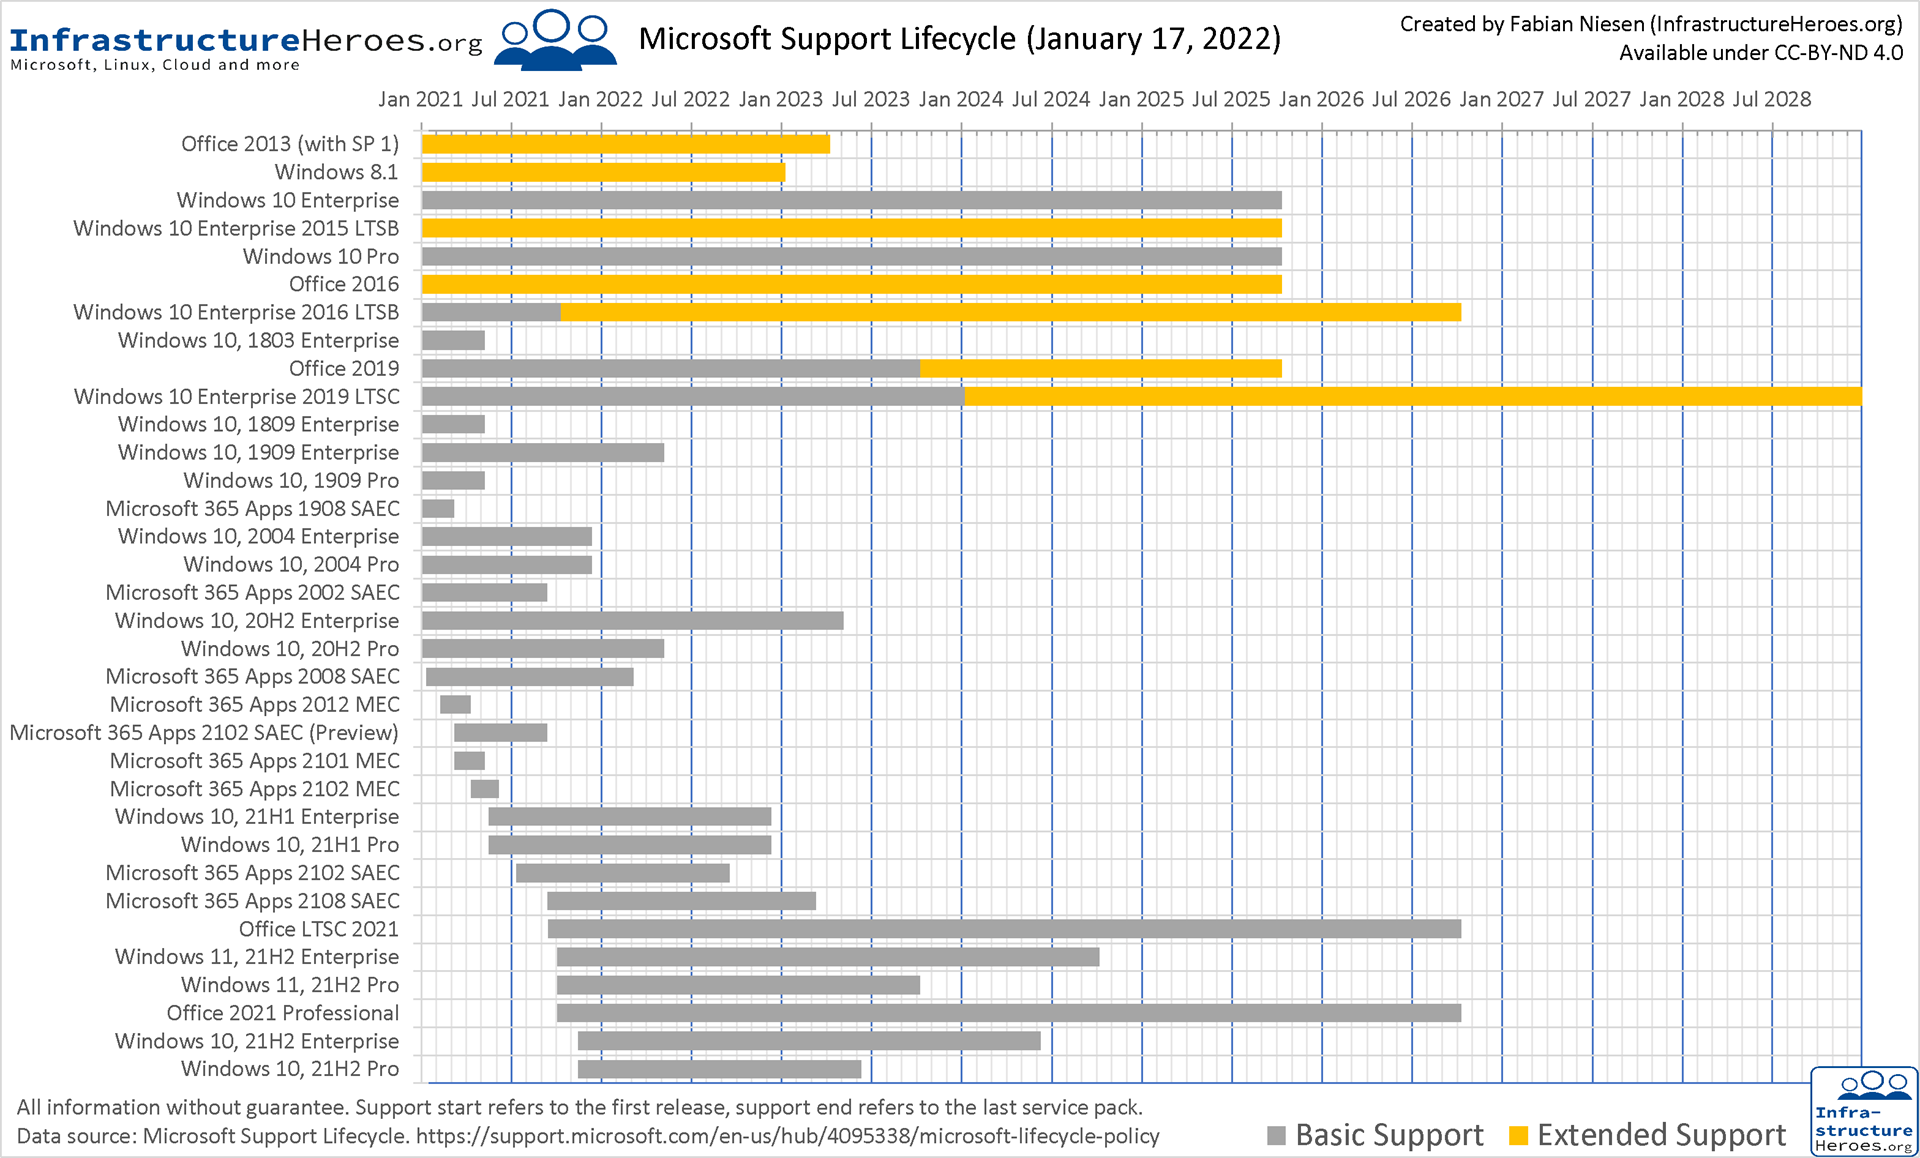 InfrastructureHeroes.org
Microsoft, Linux, Cloud and more
Microsoft Support Lifecycle (January 17, 2022)
Created by Fabian Niesen (InfrastructureHeroes.org)
Available under CC-BY-ND 4.0
Jan 2021 Jul 2021 Jan 2022 Jul 2022 Jan 2023 Jul 2023 Jan 2024 Jul 2024 Jan 2025 Jul 2025 Jan 2026 Jul 2026 Jan 2027 Jul 2027 Jan 2028 Jul 2028
Office 2013 (with SP 1)
Windows 8.1
Windows 10 Enterprise
Windows 10 Enterprise 2015 LTSB
Windows 10 Pro
Office 2016
Windows 10 Enterprise 2016 LTSB
Windows 10, 1803 Enterprise
Office 2019
Windows 10 Enterprise 2019 LTSC
Windows 10, 1809 Enterprise
Windows 10, 1909 Enterprise
Windows 10, 1909 Pro
Microsoft 365 Apps 1908 SAEC
Windows 10, 2004 Enterprise
Windows 10, 2004 Pro
Microsoft 365 Apps 2002 SAEC
Windows 10, 20H2 Enterprise
Windows 10, 20H2 Pro
Microsoft 365 Apps 2008 SAEC
Microsoft 365 Apps 2012 MEC
Microsoft 365 Apps 2102 SAEC (Preview)
Microsoft 365 Apps 2101 MEC
Microsoft 365 Apps 2102 MEC
Windows 10, 21H1 Enterprise
Windows 10, 21H1 Pro
Microsoft 365 Apps 2102 SAEC
Microsoft 365 Apps 2108 SAEC
Office LTSC 2021
Windows 11, 21H2 Enterprise
Windows 11, 21H2 Pro
Office 2021 Professional
Windows 10, 21H2 Enterprise
Windows 10, 21H2 Pro
All information without guarantee. Support start refers to the first release, support end refers to the last service pack.
Data source: Microsoft Support Lifecycle. https://support.microsoft.com/en-us/hub/4095338/microsoft-lifecycle-policy
Basic Support
Extended Support
Infra-
structure
Heroes.org